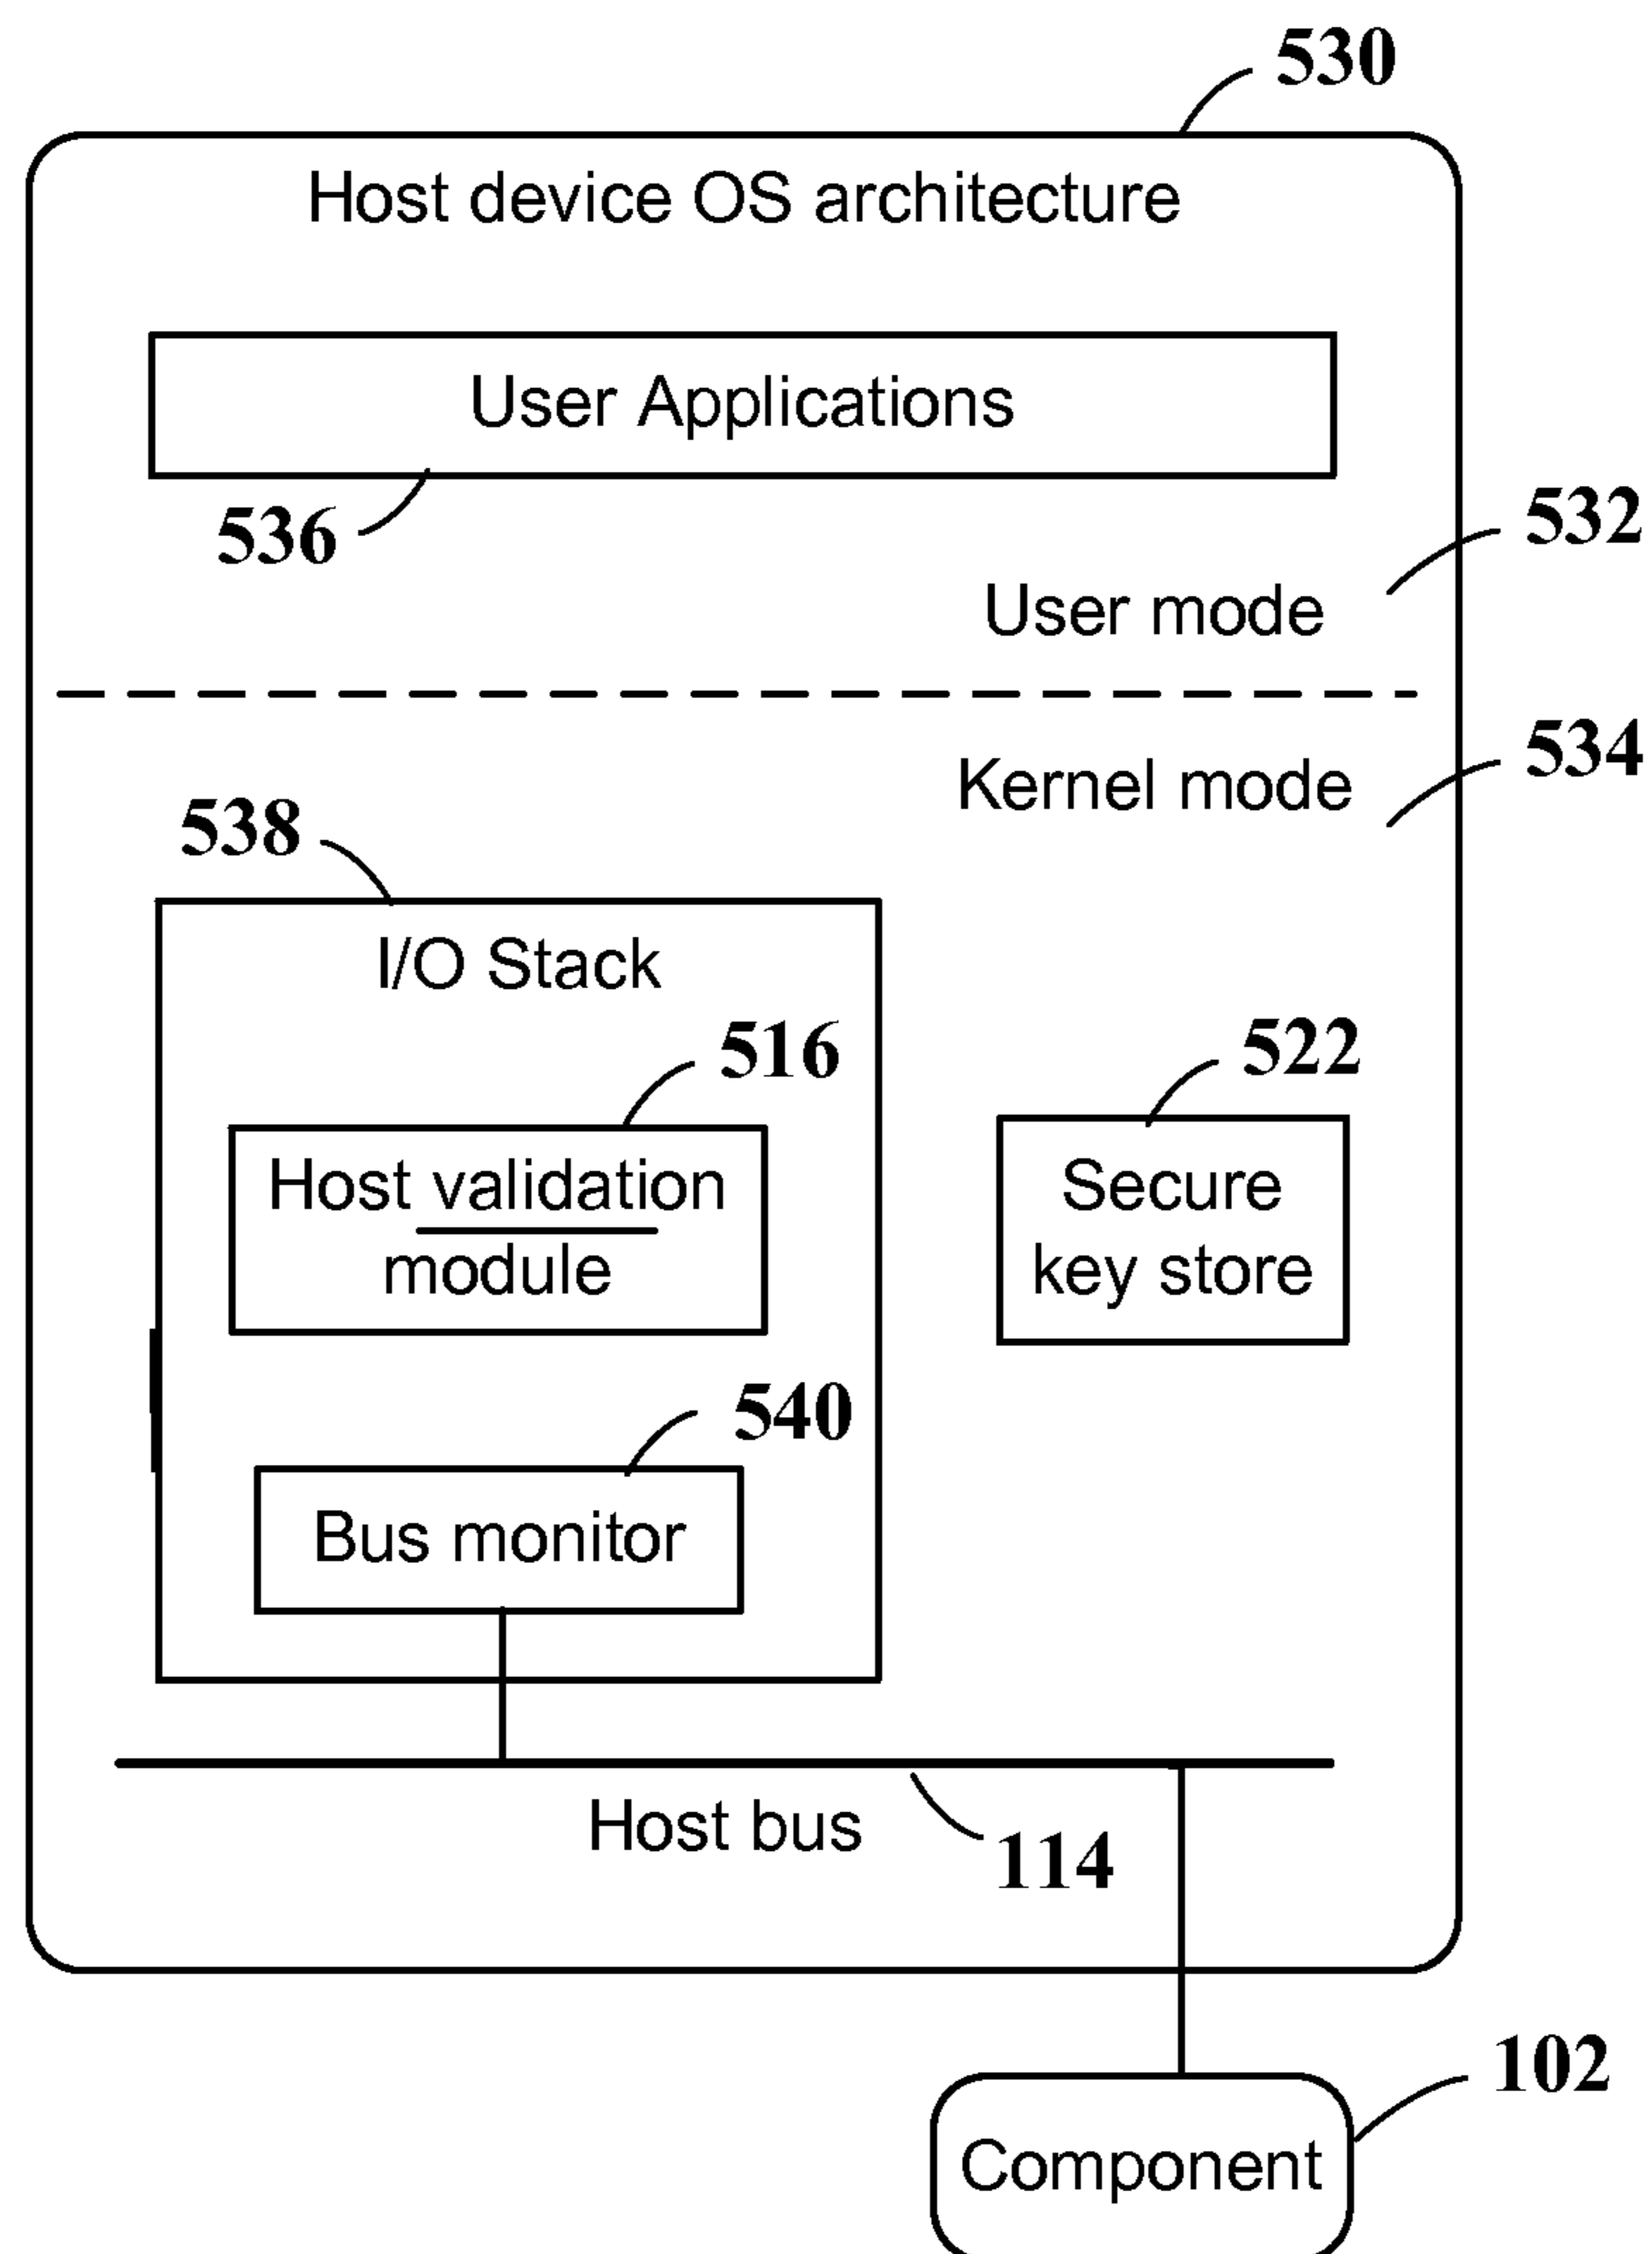 530
Host device OS architecture
User Applications
536
532
User mode
534
Kernel mode
538
I/O Stack
516
522
Host validation
module
Secure
key store
540
Bus monitor
Host bus
114
102
Component